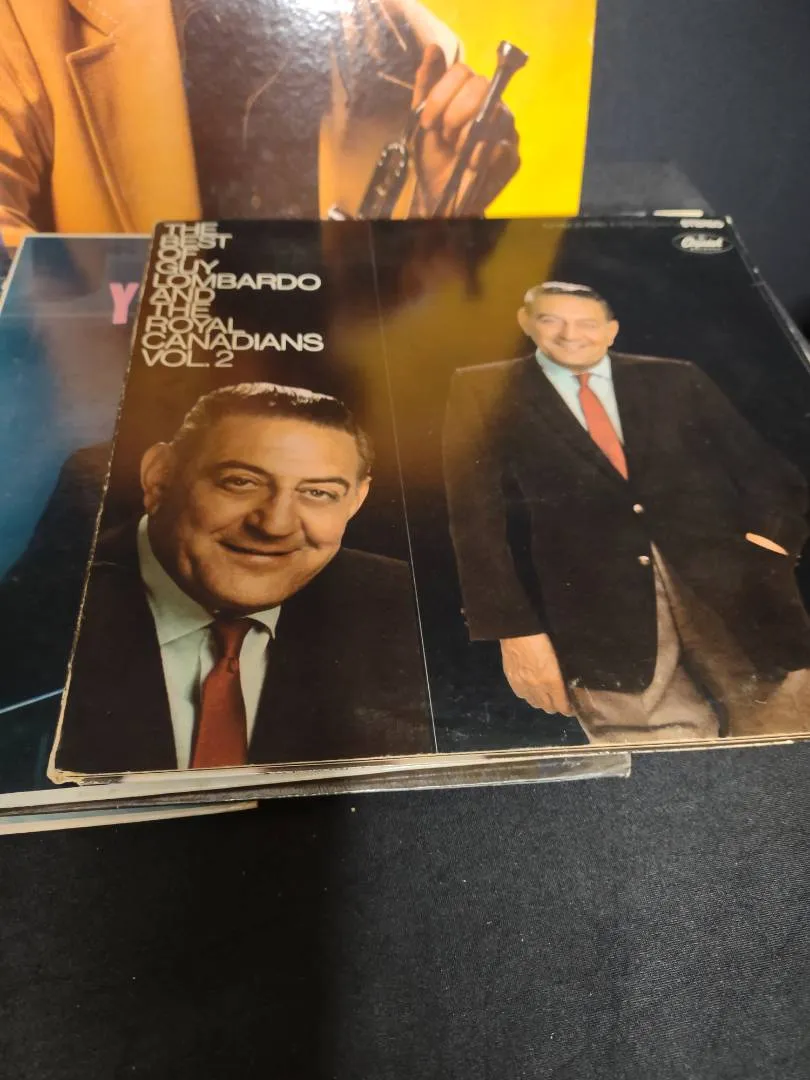 THE
BEST
OF
GUY
LOMBARDO
AND
THE
ROYAL
CANADIANS
VOL. 2
STEREO
Capitol
Y